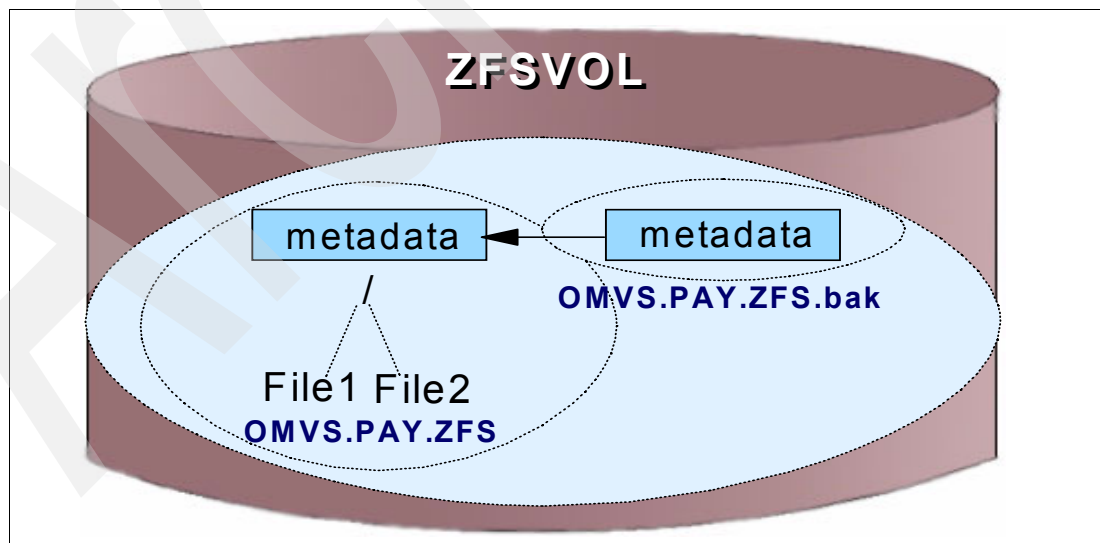 ZFSVOL
metadata metadata
/
OMVS.PAY.ZFS.bak
File1 File2
OMVS.PAY.ZFS